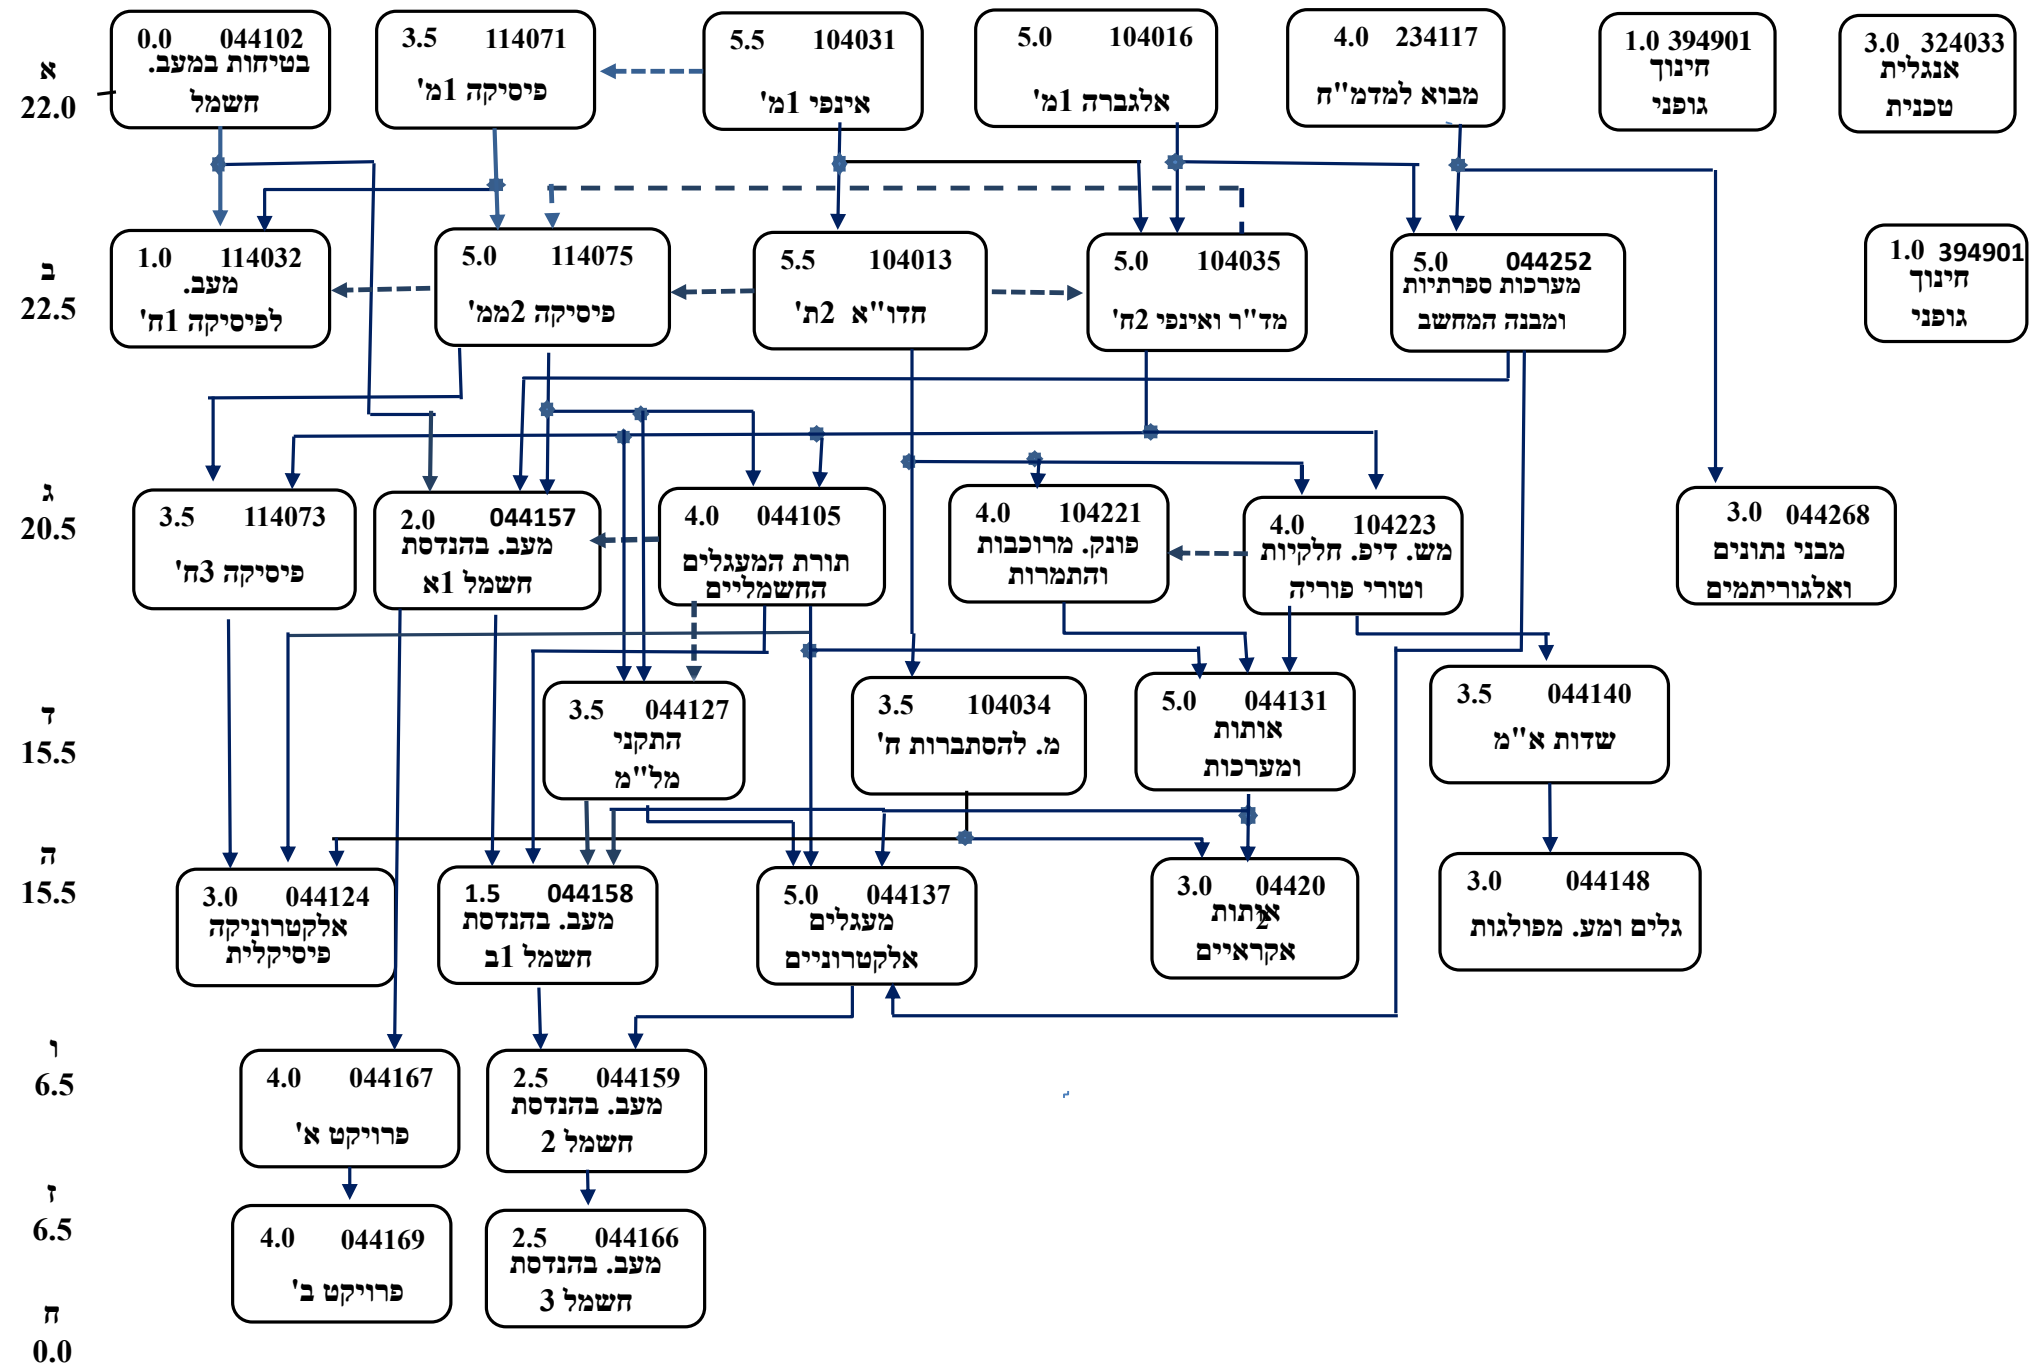 א
22.0
0.0 044102
בטיחות במעב.
חשמל
3.5 114071
פיסיקה 1מ'
5.5 104031
אינפי 1מ'
5.0 104016
אלגברה 1מ'
4.0 234117
מבוא למדמ"ח
1.0 394901
חינוך
גופני
3.0 324033
אנגלית
טכנית
ב
22.5
1.0 114032
מעב.
לפיסיקה 1ח'
5.0 114075
פיסיקה 2ממ'
5.5 104013
חדו"א 2ת'
5.0 104035
מד"ר ואינפי 2ח'
5.0 044252
מערכות ספרתיות
ומבנה המחשב
1.0 394901
חינוך
גופני
ג
20.5
3.5 114073
פיסיקה 3ח'
2.0 044157
מעב. בהנדסת
חשמל 1א
4.0 044105
תורת המעגלים
החשמליים
4.0 104221
פונק. מרוכבות
והתמרות
4.0 104223
מש. דיפ. חלקיות
וטורי פוריה
3.0 044268
מבני נתונים
ואלגוריתמים
ד
15.5
3.5 044127
התקני
מל"מ
3.5 104034
מ. להסתברות ח'
5.0 044131
אותות
ומערכות
3.5 044140
שדות א"מ
ה
15.5
3.0 044124
אלקטרוניקה
פיסיקלית
1.5 044158
מעב. בהנדסת
חשמל 1ב
5.0 044137
מעגלים
אלקטרוניים
3.0 04420
2
אותות
אקראיים
3.0 044148
גלים ומע. מפולגות
ו
6.5
4.0 044167
פרויקט א'
2.5 044159
מעב. בהנדסת
חשמל 2
ז
6.5
4.0 044169
פרויקט ב'
2.5 044166
מעב. בהנדסת
חשמל 3
ח
0.0